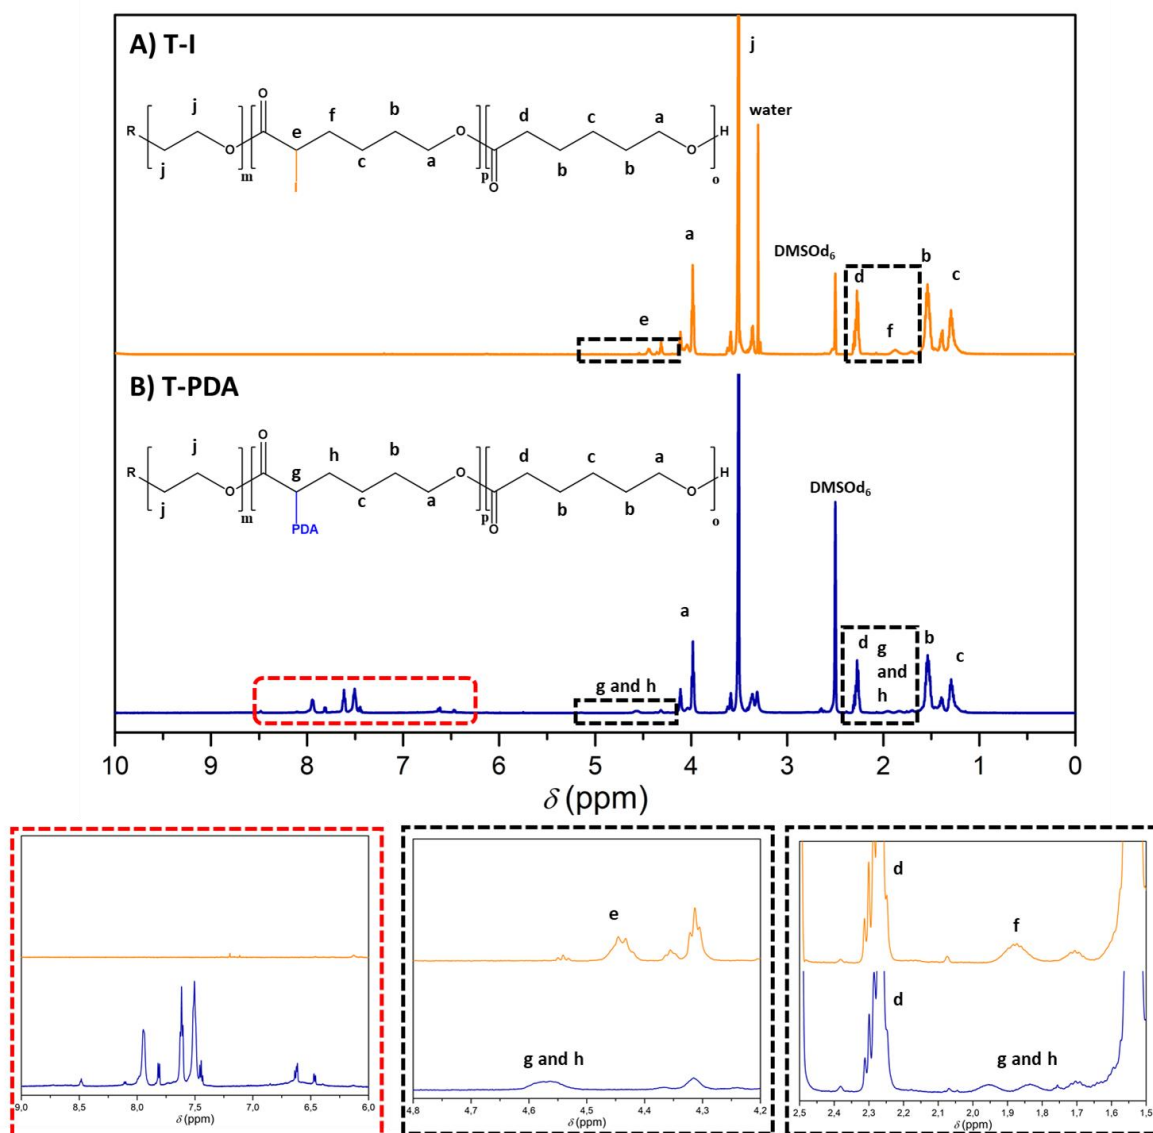 A) T-I
j
water
R
j
j
O
m
O
e
f
b
c
a
I
O
p
O
d
c
a
b
b
O
H
o
a
e
DMSOd₆
d
f
b
c
B) T-PDA
R
j
j
O
m
O
g
h
b
c
a
PDA
O
p
O
d
c
a
b
b
O
H
o
DMSOd₆
a
g and h
d
g
and
h
b
c
10 9 8 7 6 5 4 3 2 1 0
δ (ppm)
9,0 8,5 8,0 7,5 7,0 6,5 6,0
δ (ppm)
e
g and h
4,8 4,7 4,6 4,5 4,4 4,3 4,2
δ (ppm)
d
f
d
g and h
2,5 2,4 2,3 2,2 2,1 2,0 1,9 1,8 1,7 1,6 1,5
δ (ppm)